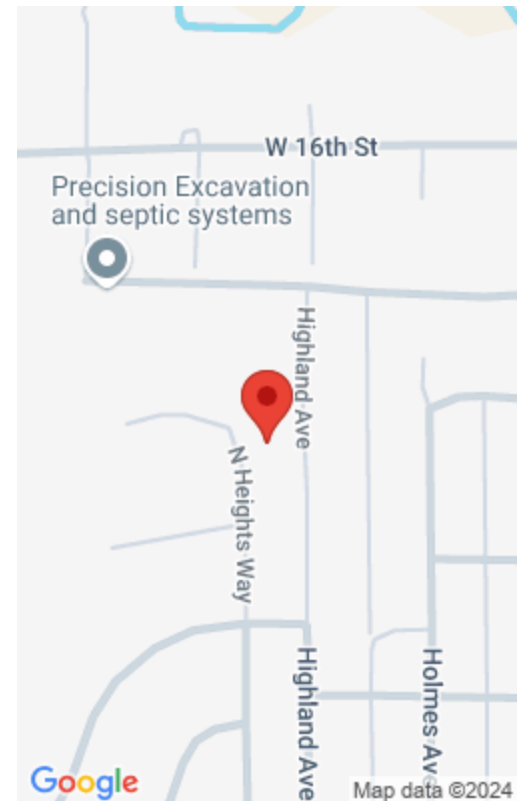 W 16th St
Precision Excavation
and septic systems
Highland Ave
N Heights Way
Highland Ave
Holmes Ave
Google
Map data ©2024